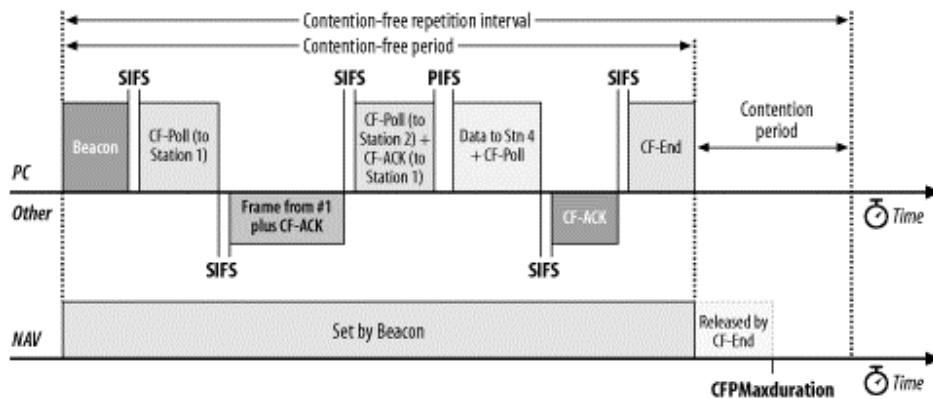 Contention-free repetition interval
Contention-free period
SIFS
SIFS
PIFS
SIFS
Beacon
CF-Poll (to
Station 1)
CF-Poll (to
Station 2) +
CF-ACK (to
Station 1)
Data to Stn 4
+ CF-Poll
CF-End
Contention
period
PC
Other
Frame from #1
plus CF-ACK
CF-ACK
Time
SIFS
SIFS
NAV
Set by Beacon
Released by
CF-End
Time
CFPMaxduration